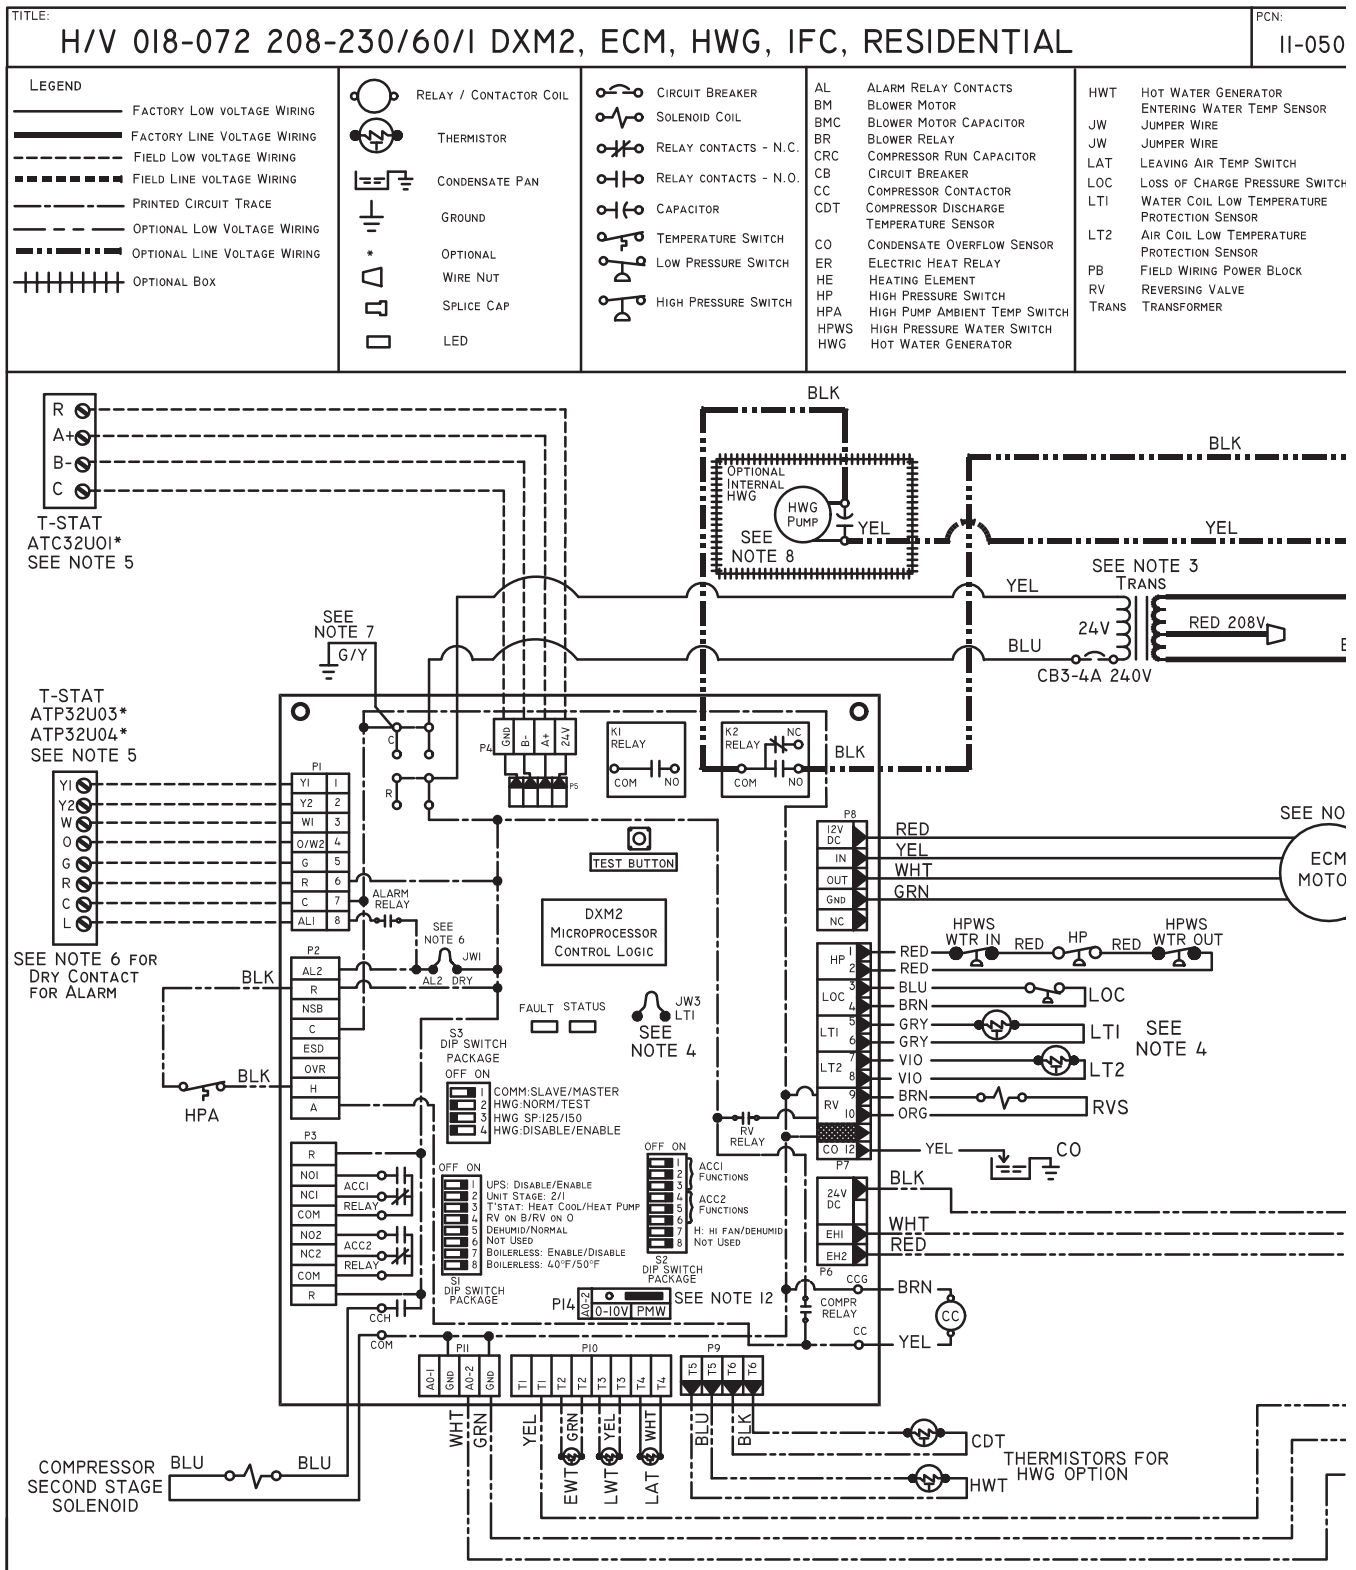 TITLE:
H/V 018-072 208-230/60/1 DXM2, ECM, HWG, IFC, RESIDENTIAL
PCN:
11-050
LEGEND
FACTORY LOW VOLTAGE WIRING
FACTORY LINE VOLTAGE WIRING
FIELD LOW VOLTAGE WIRING
FIELD LINE VOLTAGE WIRING
PRINTED CIRCUIT TRACE
OPTIONAL LOW VOLTAGE WIRING
OPTIONAL LINE VOLTAGE WIRING
OPTIONAL BOX
RELAY / CONTACTOR COIL
THERMISTOR
CONDENSATE PAN
GROUND
* OPTIONAL
WIRE NUT
SPLICE CAP
LED
CIRCUIT BREAKER
SOLENOID COIL
RELAY CONTACTS - N.C.
RELAY CONTACTS - N.O.
CAPACITOR
TEMPERATURE SWITCH
LOW PRESSURE SWITCH
HIGH PRESSURE SWITCH
AL ALARM RELAY CONTACTS
BM BLOWER MOTOR
BMC BLOWER MOTOR CAPACITOR
BR BLOWER RELAY
CRC COMPRESSOR RUN CAPACITOR
CB CIRCUIT BREAKER
CC COMPRESSOR CONTACTOR
CDT COMPRESSOR DISCHARGE
TEMPERATURE SENSOR
CO CONDENSATE OVERFLOW SENSOR
ER ELECTRIC HEAT RELAY
HE HEATING ELEMENT
HP HIGH PRESSURE SWITCH
HPA HIGH PUMP AMBIENT TEMP SWITCH
HPWS HIGH PRESSURE WATER SWITCH
HWG HOT WATER GENERATOR
HWT HOT WATER GENERATOR
ENTERING WATER TEMP SENSOR
JW JUMPER WIRE
JW JUMPER WIRE
LAT LEAVING AIR TEMP SWITCH
LOC LOSS OF CHARGE PRESSURE SWITCH
LT1 WATER COIL LOW TEMPERATURE
PROTECTION SENSOR
LT2 AIR COIL LOW TEMPERATURE
PROTECTION SENSOR
PB FIELD WIRING POWER BLOCK
RV REVERSING VALVE
TRANS TRANSFORMER
R
A+
B-
C
T-STAT
ATC32U01*
SEE NOTE 5
BLK
OPTIONAL
INTERNAL
HWG
HWG
PUMP
SEE
NOTE 8
YEL
BLK
YEL
SEE NOTE 3
TRANS
YEL
24V
RED 208V
BLU
CB3-4A 240V
SEE
NOTE 7
G/Y
T-STAT
ATP32U03*
ATP32U04*
SEE NOTE 5
Y1
Y2
W
O
G
R
C
L
SEE NOTE 6 FOR
DRY CONTACT
FOR ALARM
P1
Y1 1
Y2 2
W1 3
O/W2 4
G 5
R 6
C 7
AL1 8
C
R
P4
GND
B-
A+
24V
P5
K1
RELAY
COM
NO
K2
RELAY
NC
COM
NO
BLK
TEST BUTTON
ALARM
RELAY
SEE
NOTE 6
JW1
AL2 DRY
DXM2
MICROPROCESSOR
CONTROL LOGIC
FAULT STATUS
JW3
LT1
SEE
NOTE 4
P2
AL2
R
NSB
C
ESD
OVR
H
A
BLK
BLK
HPA
S3
DIP SWITCH
PACKAGE
OFF ON
1 COMM:SLAVE/MASTER
2 HWG:NORM/TEST
3 HWG SP:125/150
4 HWG:DISABLE/ENABLE
P3
R
NO1
NC1
COM
NO2
NC2
COM
R
ACC1
RELAY
ACC2
RELAY
OFF ON
1 UPS: DISABLE/ENABLE
2 UNIT STAGE: 2/1
3 T'STAT: HEAT COOL/HEAT PUMP
4 RV ON B/RV ON O
5 DEHUMID/NORMAL
6 NOT USED
7 BOILERLESS: ENABLE/DISABLE
8 BOILERLESS: 40°F/50°F
S1
DIP SWITCH
PACKAGE
OFF ON
1
2
3
4
5
6
7
8
ACC1
FUNCTIONS
ACC2
FUNCTIONS
H: HI FAN/DEHUMID
NOT USED
S2
DIP SWITCH
PACKAGE
P14
AO-2
0-10V PMW
SEE NOTE 12
RV
RELAY
COMPR
RELAY
P8
12V
DC
IN
OUT
GND
NC
RED
YEL
WHT
GRN
SEE NO
ECM
MOTO
HP 1
2
LOC 3
4
LT1 5
6
LT2 7
8
RV 9
10
CO 12
P7
RED
RED
BLU
BRN
GRY
GRY
VIO
VIO
BRN
ORG
YEL
HPWS
WTR IN
RED
HP
RED
HPWS
WTR OUT
LOC
LT1
LT2
SEE
NOTE 4
RVS
CO
24V
DC
EH1
EH2
P6
BLK
WHT
RED
CCG
BRN
CC
CC
YEL
CCH
COM
P11
AO-1
GND
AO-2
GND
P10
T1
T1
T2
T2
T3
T3
T4
T4
P9
T5
T5
T6
T6
WHT
GRN
YEL
GRN
EWT
YEL
LWT
WHT
LAT
BLU
BLK
CDT
HWT
THERMISTORS FOR
HWG OPTION
COMPRESSOR
SECOND STAGE
SOLENOID
BLU
BLU